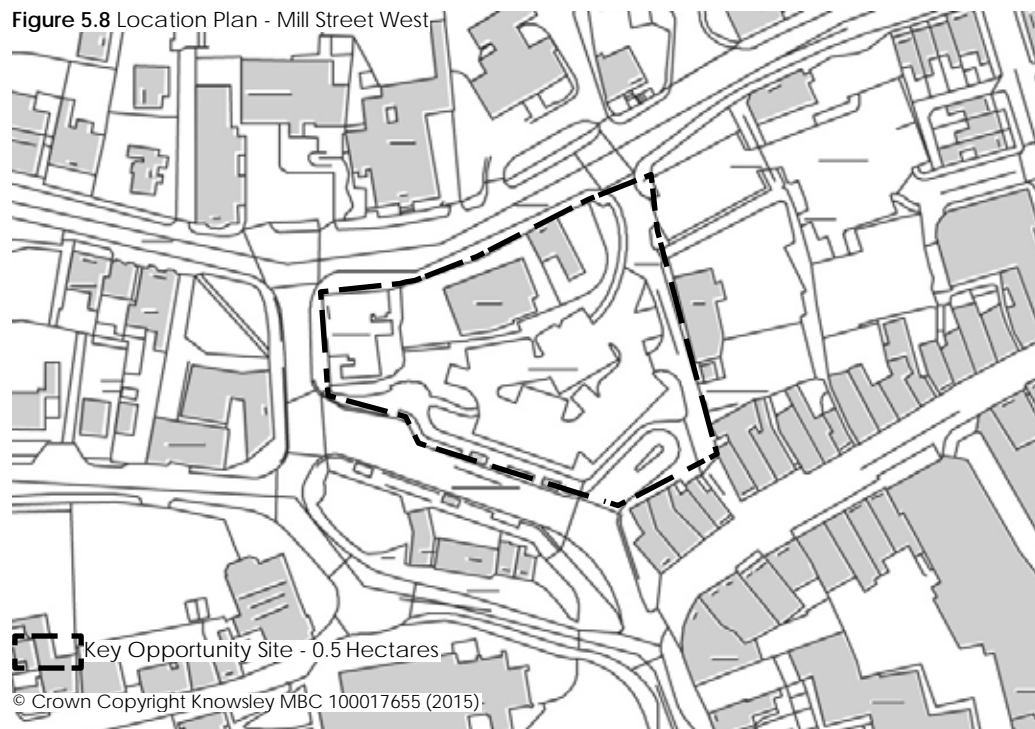 Figure 5.8 Location Plan - Mill Street West
Key Opportunity Site - 0.5 Hectares
© Crown Copyright Knowsley MBC 100017655 (2015)